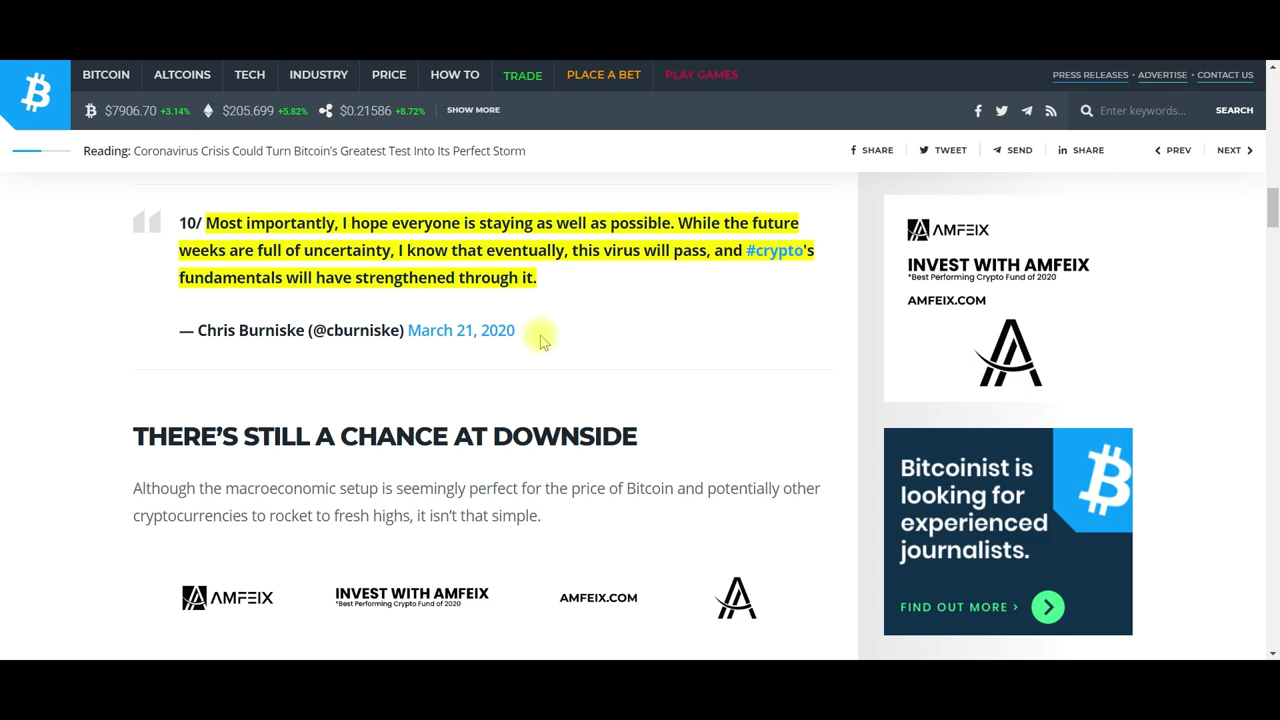 BITCOIN ALTCOINS TECH INDUSTRY PRICE HOW TO TRADE PLACE A BET PLAY GAMES PRESS RELEASES • ADVERTISE • CONTACT US
$7906.70 +3.14% $205.699 +5.82% $0.21586 +8.72% SHOW MORE Enter keywords... SEARCH
Reading: Coronavirus Crisis Could Turn Bitcoin's Greatest Test Into Its Perfect Storm SHARE TWEET SEND SHARE PREV NEXT
10/ Most importantly, I hope everyone is staying as well as possible. While the future
weeks are full of uncertainty, I know that eventually, this virus will pass, and #crypto's
fundamentals will have strengthened through it.
— Chris Burniske (@cburniske) March 21, 2020
THERE'S STILL A CHANCE AT DOWNSIDE
Although the macroeconomic setup is seemingly perfect for the price of Bitcoin and potentially other
cryptocurrencies to rocket to fresh highs, it isn't that simple.
AMFEIX INVEST WITH AMFEIX AMFEIX.COM
*Best Performing Crypto Fund of 2020
AMFEIX
INVEST WITH AMFEIX
*Best Performing Crypto Fund of 2020
AMFEIX.COM
Bitcoinist is
looking for
experienced
journalists.
FIND OUT MORE >